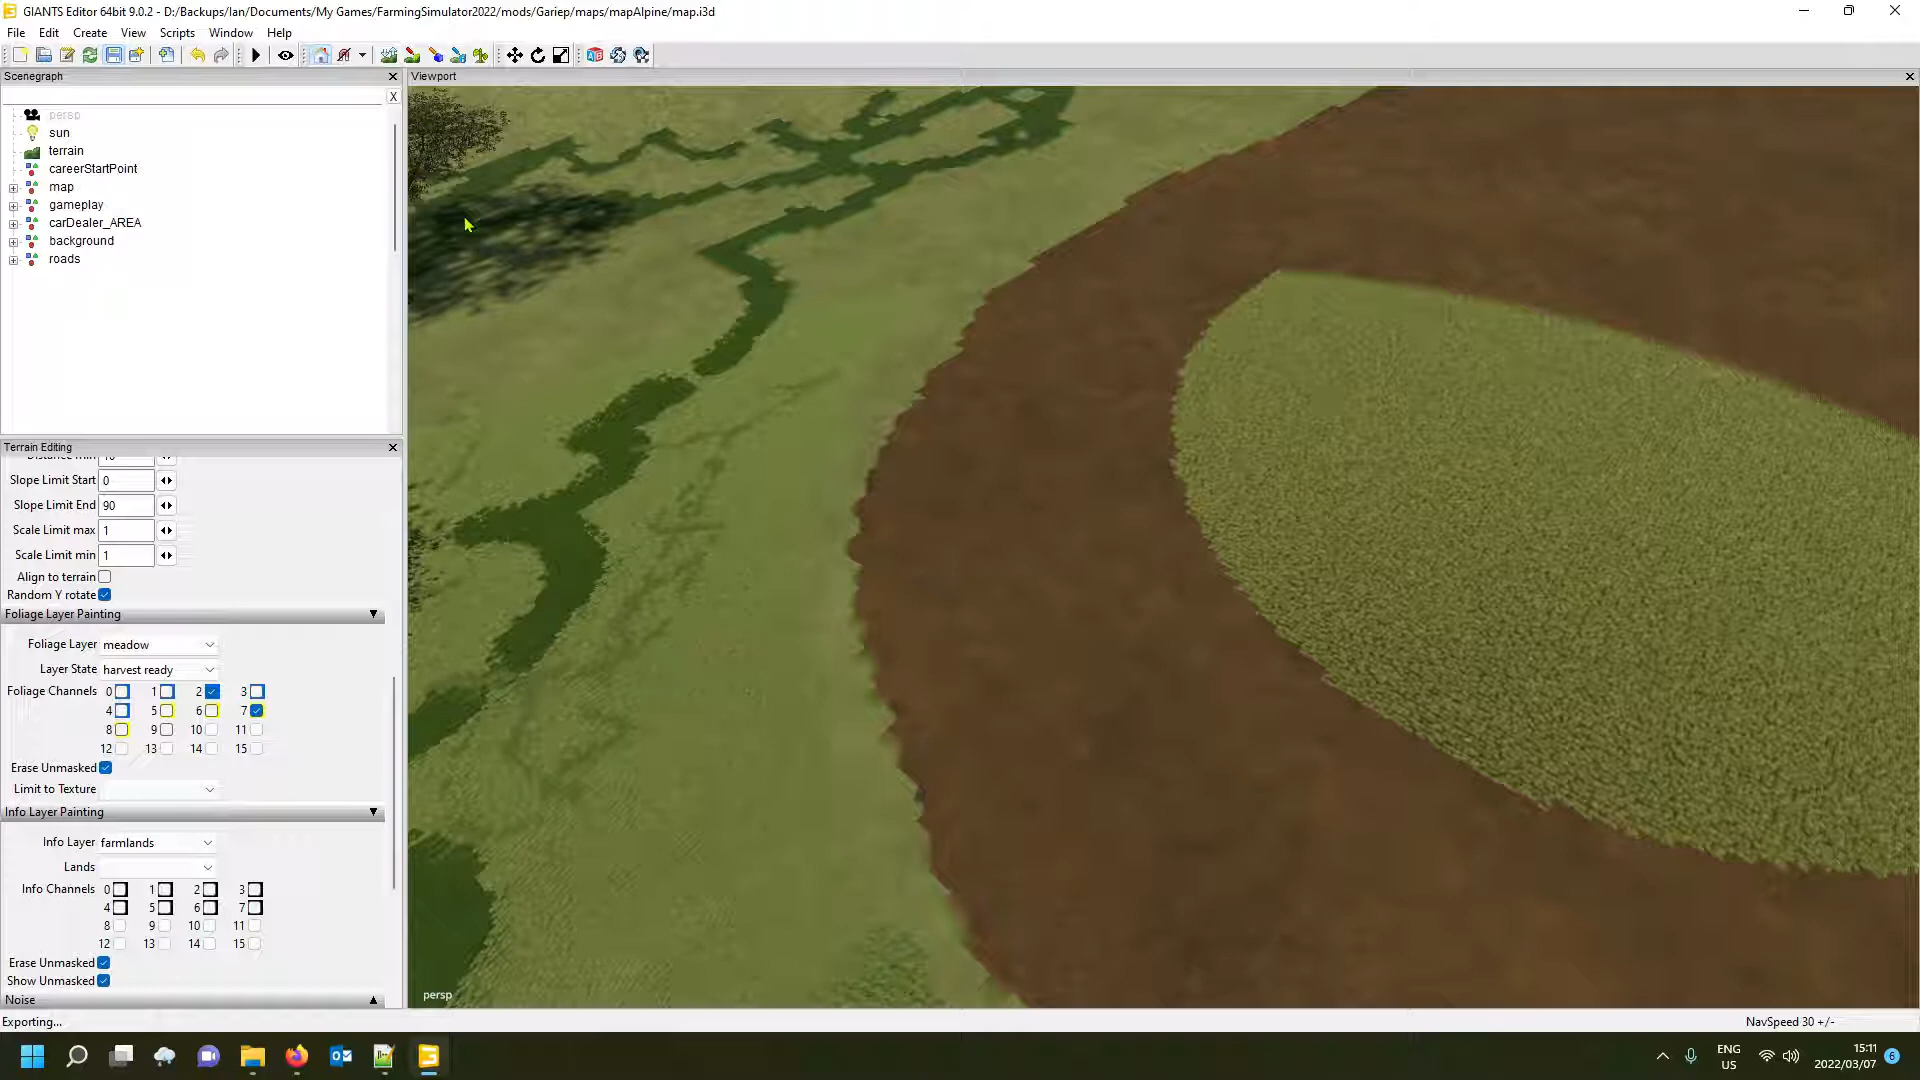 GIANTS Editor 64bit 9.0.2 - D:/Backups/Ian/Documents/My Games/FarmingSimulator2022/mods/Gariep/maps/mapAlpine/map.i3d
File Edit Create View Scripts Window Help
Scenegraph
Viewport
X
persp
sun
terrain
careerStartPoint
map
gameplay
carDealer_AREA
background
roads
Terrain Editing
Distance min 10
Slope Limit Start 0
Slope Limit End 90
Scale Limit max 1
Scale Limit min 1
Align to terrain
Random Y rotate
Foliage Layer Painting
Foliage Layer meadow
Layer State harvest ready
Foliage Channels 0 1 2 3
4 5 6 7
8 9 10 11
12 13 14 15
Erase Unmasked
Limit to Texture
Info Layer Painting
Info Layer farmlands
Lands
Info Channels 0 1 2 3
4 5 6 7
8 9 10 11
12 13 14 15
Erase Unmasked
Show Unmasked
Noise
persp
Exporting...
NavSpeed 30 +/-
ENG
US
15:11
2022/03/07
6